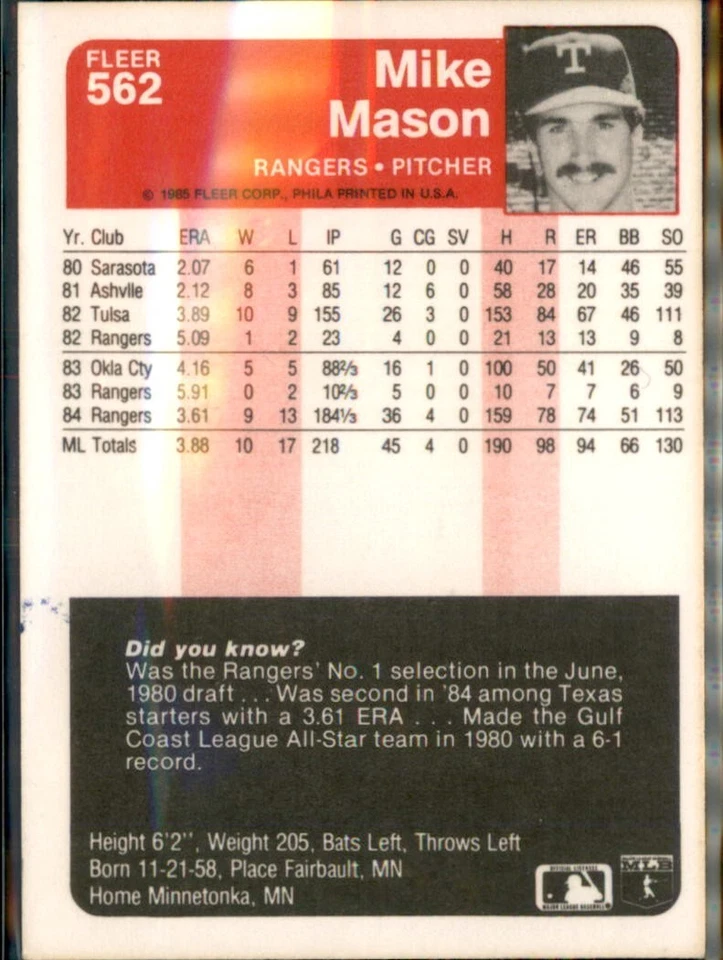 FLEER
562
Mike
Mason
RANGERS • PITCHER
© 1985 FLEER CORP., PHILA PRINTED IN U.S.A.
T
Yr. Club ERA W L IP G CG SV H R ER BB SO
80 Sarasota 2.07 6 1 61 12 0 0 40 17 14 46 55
81 Ashvlle 2.12 8 3 85 12 6 0 58 28 20 35 39
82 Tulsa 3.89 10 9 155 26 3 0 153 84 67 46 111
82 Rangers 5.09 1 2 23 4 0 0 21 13 13 9 8
83 Okla Cty 4.16 5 5 88⅔ 16 1 0 100 50 41 26 50
83 Rangers 5.91 0 2 10⅔ 5 0 0 10 7 7 6 9
84 Rangers 3.61 9 13 184⅓ 36 4 0 159 78 74 51 113
ML Totals 3.88 10 17 218 45 4 0 190 98 94 66 130
Did you know?
Was the Rangers' No. 1 selection in the June,
1980 draft . . . Was second in '84 among Texas
starters with a 3.61 ERA . . . Made the Gulf
Coast League All-Star team in 1980 with a 6-1
record.
Height 6'2'', Weight 205, Bats Left, Throws Left
Born 11-21-58, Place Fairbault, MN
Home Minnetonka, MN
OFFICIAL LICENSEE
MAJOR LEAGUE BASEBALL
MLB